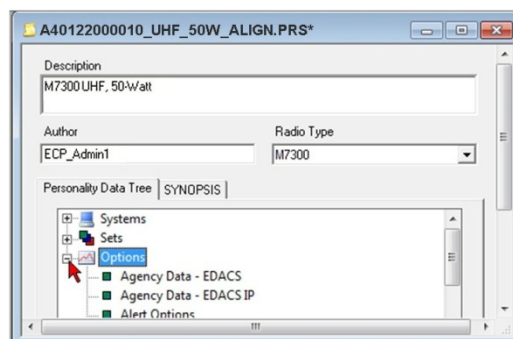 A40122000010_UHF_50W_ALIGN.PRS*
Description
M7300 UHF, 50-Watt
Author
Radio Type
ECP_Admin1
M7300
Personality Data Tree
SYNOPSIS
Systems
Sets
Options
Agency Data - EDACS
Agency Data - EDACS IP
Alert Options